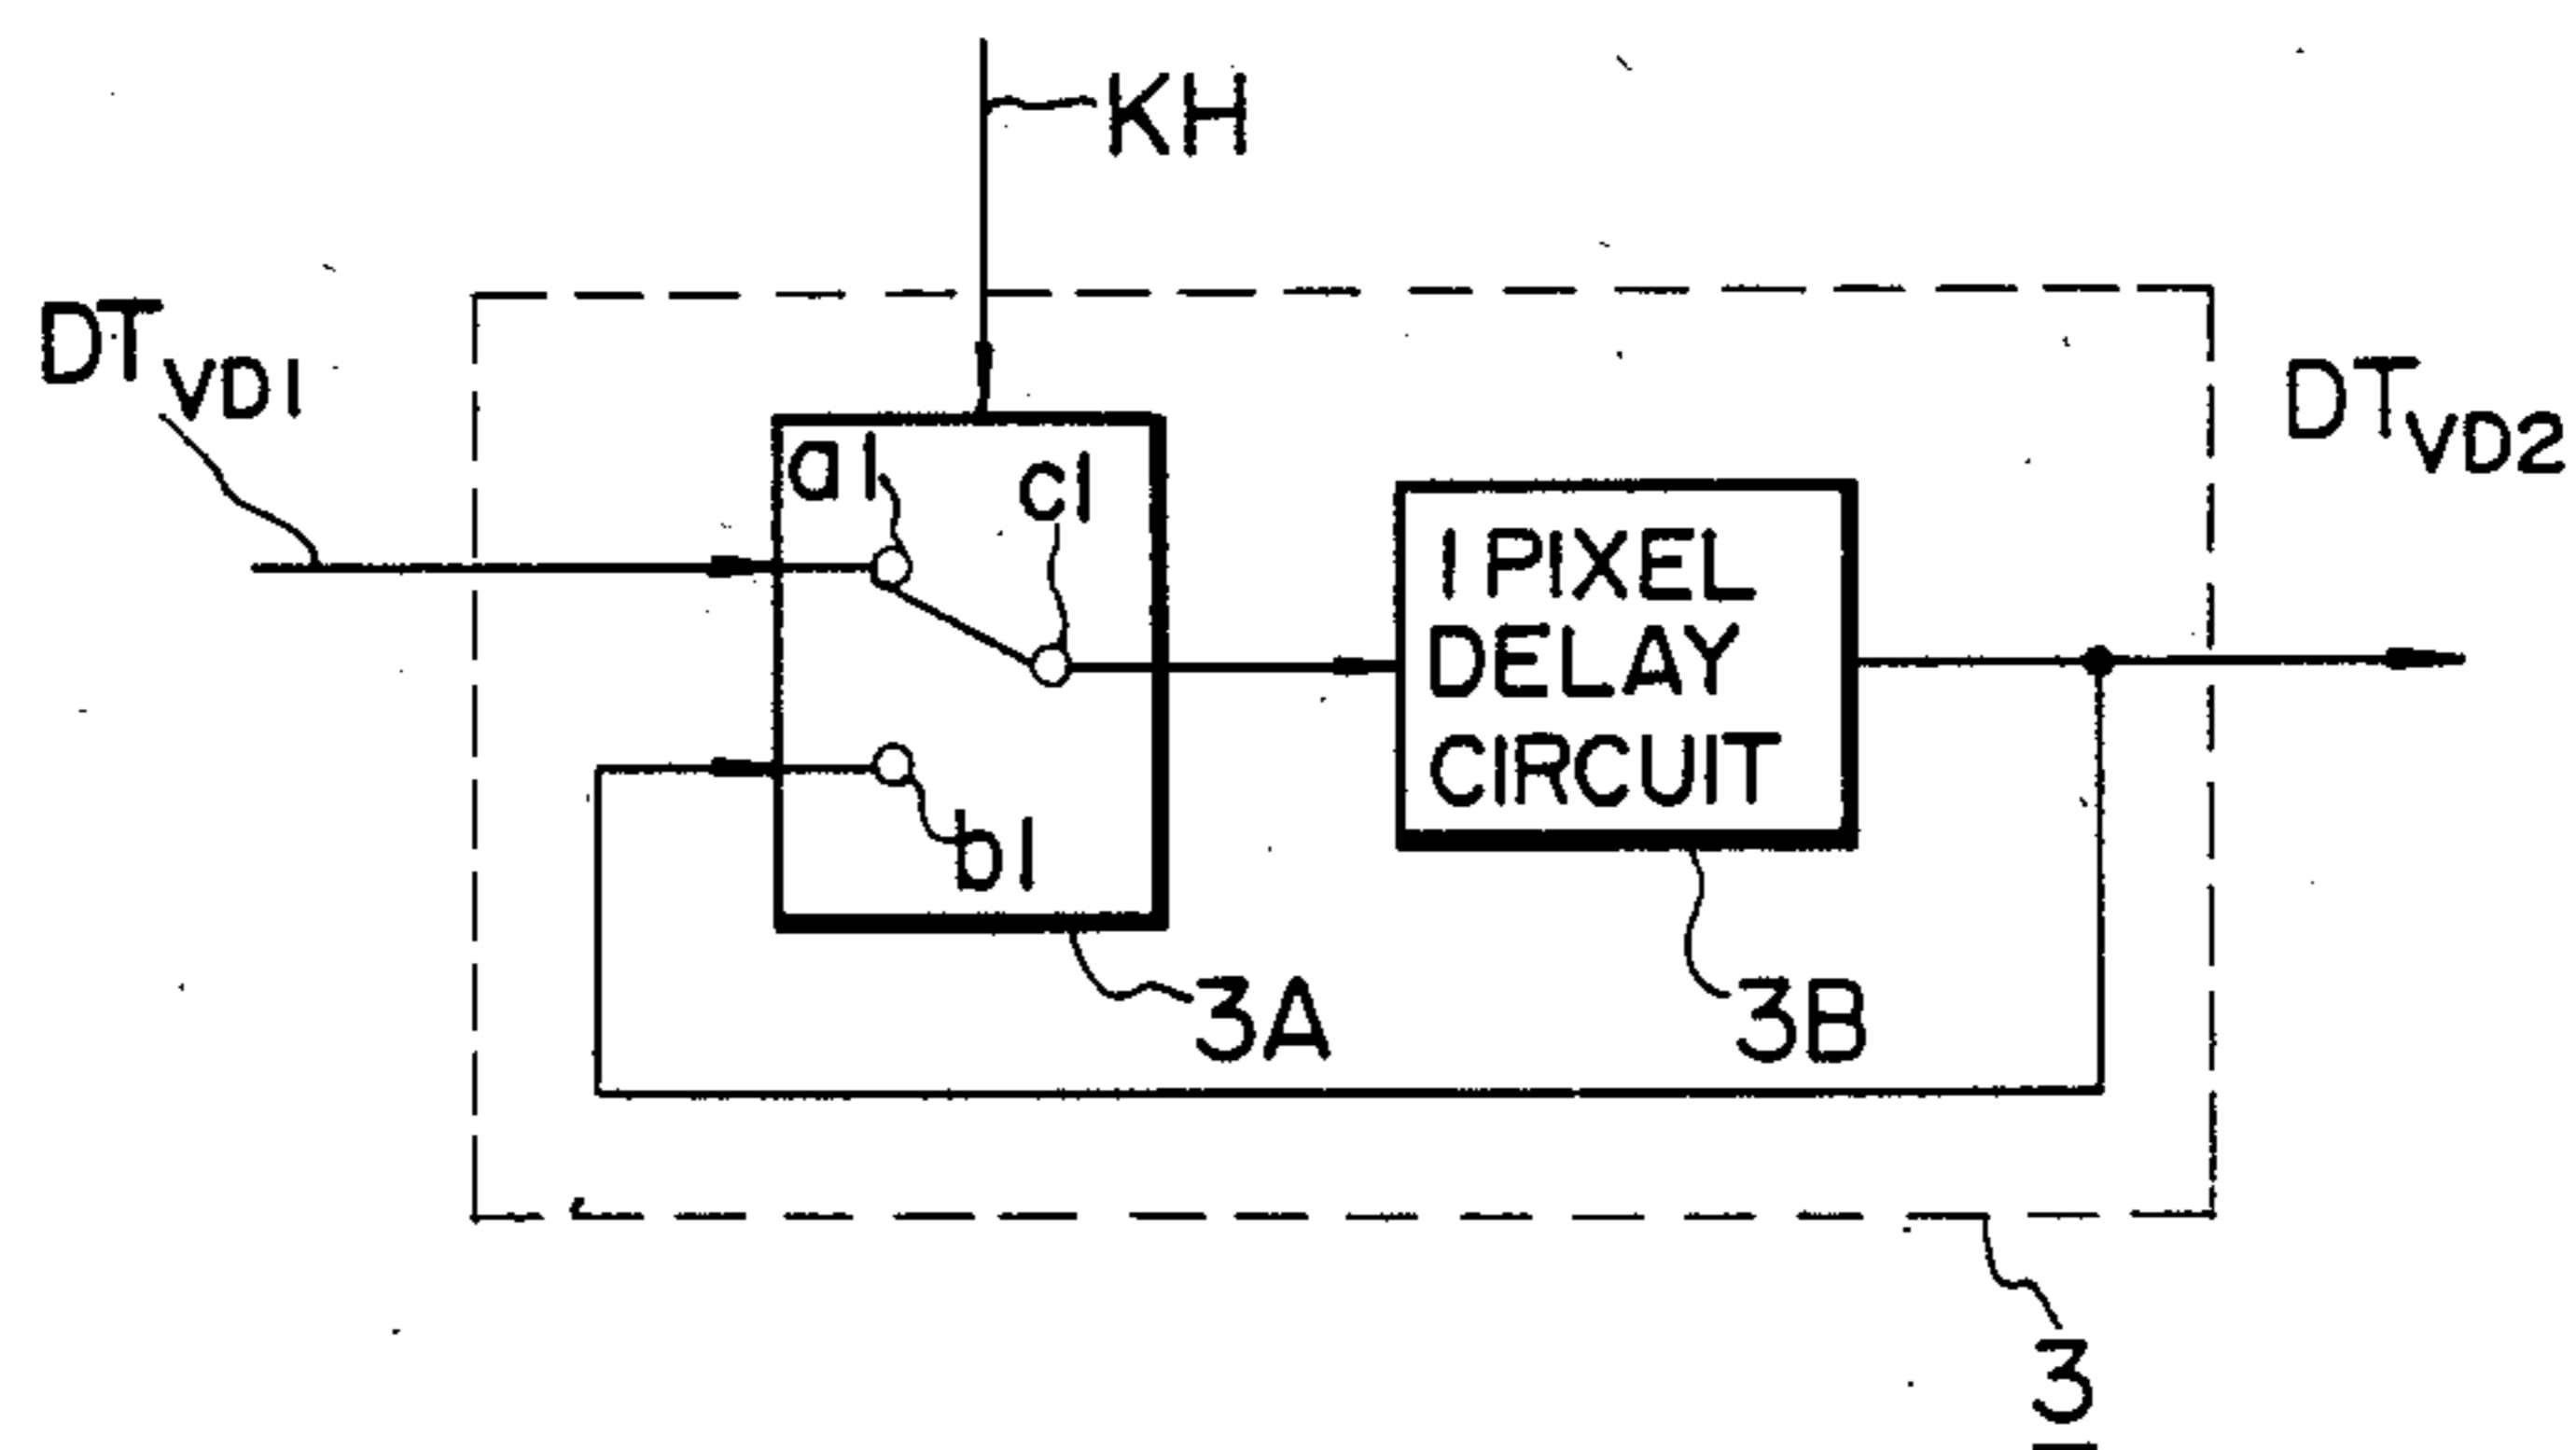 KH
DTVD1
DTVD2
a1
c1
1 PIXEL
DELAY
CIRCUIT
b1
3A
3B
3